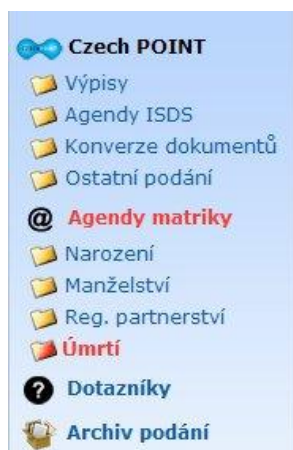 Czech POINT
Výpisy
Agendy ISDS
Konverze dokumentů
Ostatní podání
@ Agendy matriky
Narození
Manželství
Reg. partnerství
Úmrtí
? Dotazníky
Archiv podání